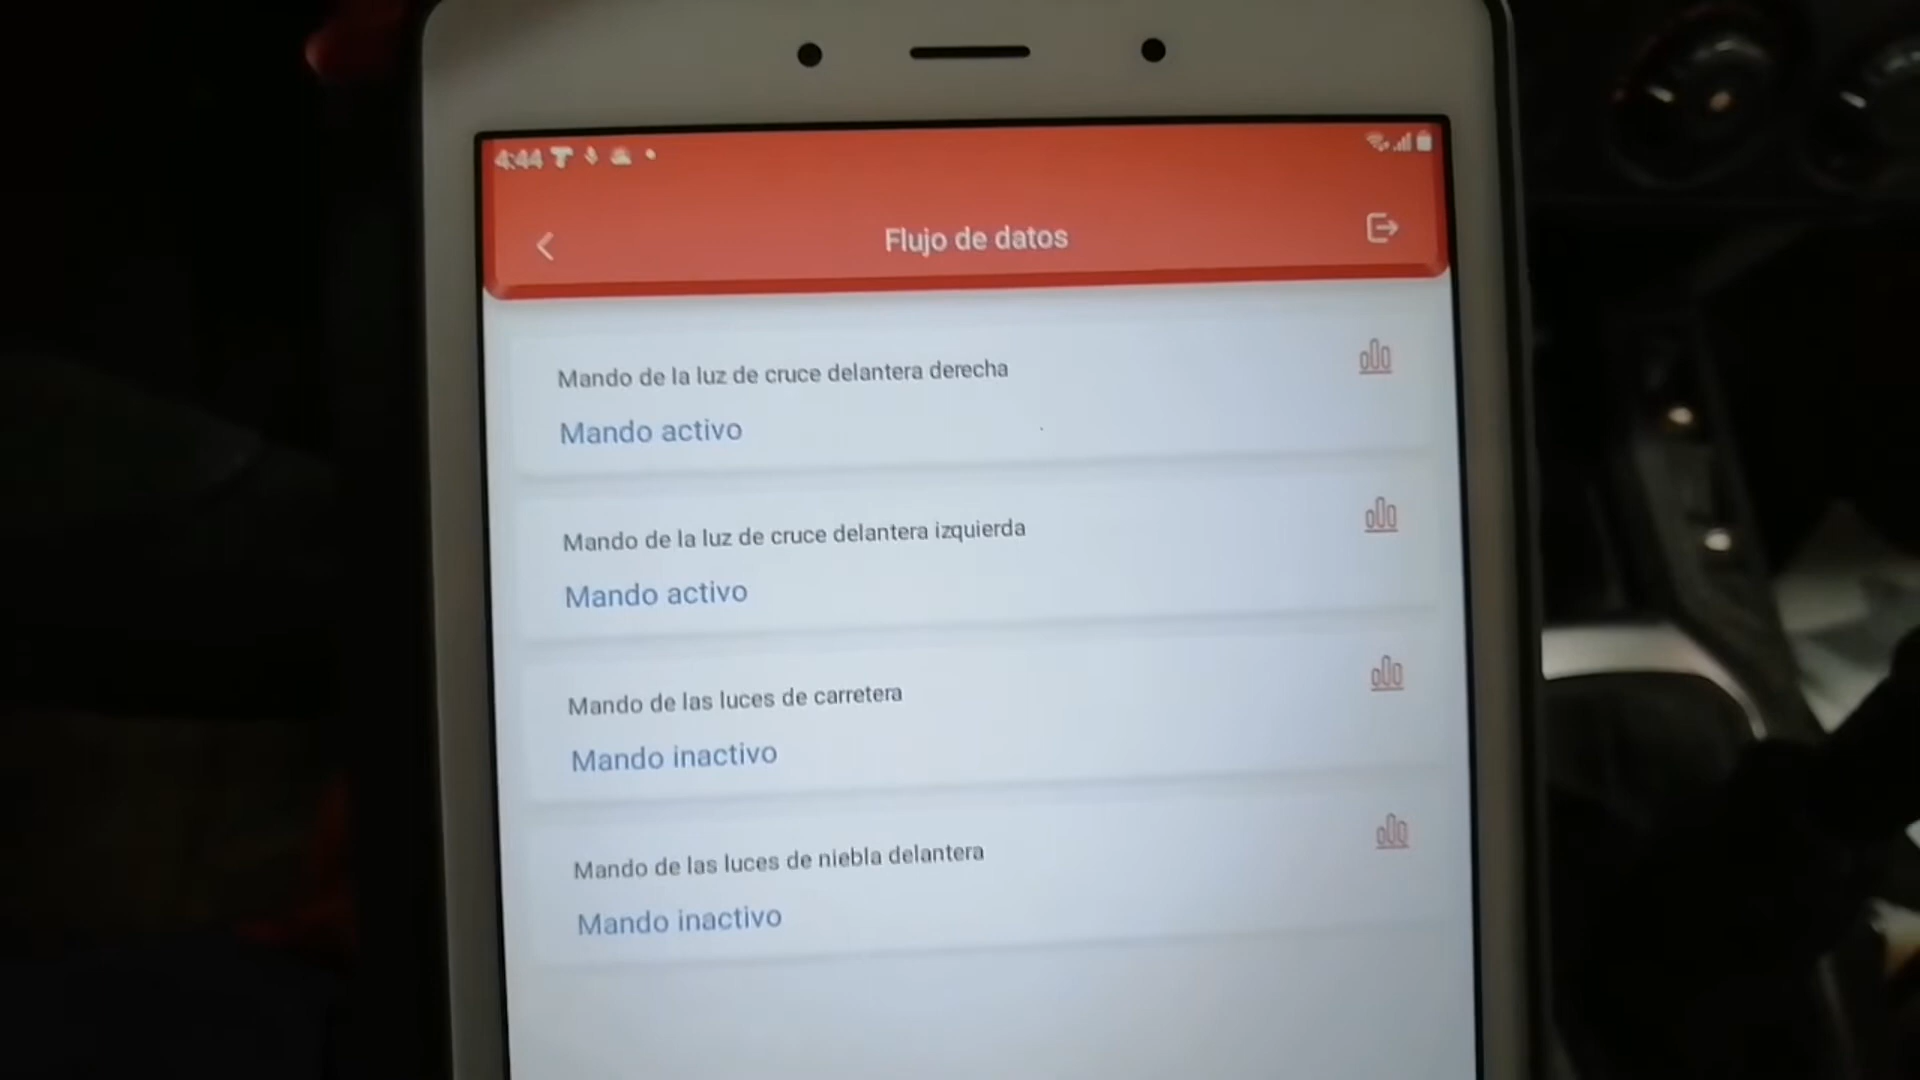 4:44
Flujo de datos
Mando de la luz de cruce delantera derecha
Mando activo
Mando de la luz de cruce delantera izquierda
Mando activo
Mando de las luces de carretera
Mando inactivo
Mando de las luces de niebla delantera
Mando inactivo